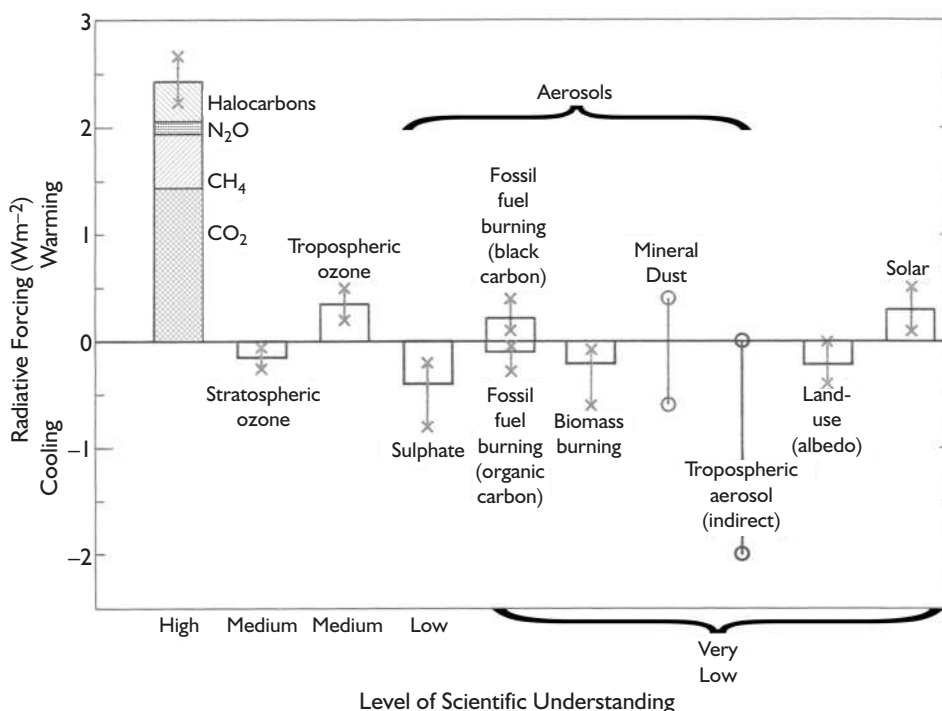 3
2
1
0
−1
−2
Radiative Forcing (Wm−2)
Cooling Warming
Halocarbons
N2O
CH4
CO2
Stratospheric
ozone
Tropospheric
ozone
Aerosols
Sulphate
Fossil
fuel
burning
(black
carbon)
Fossil
fuel
burning
(organic
carbon)
Biomass
burning
Mineral
Dust
Tropospheric
aerosol
(indirect)
Land-
use
(albedo)
Solar
High Medium Medium Low
Very
Low
Level of Scientific Understanding